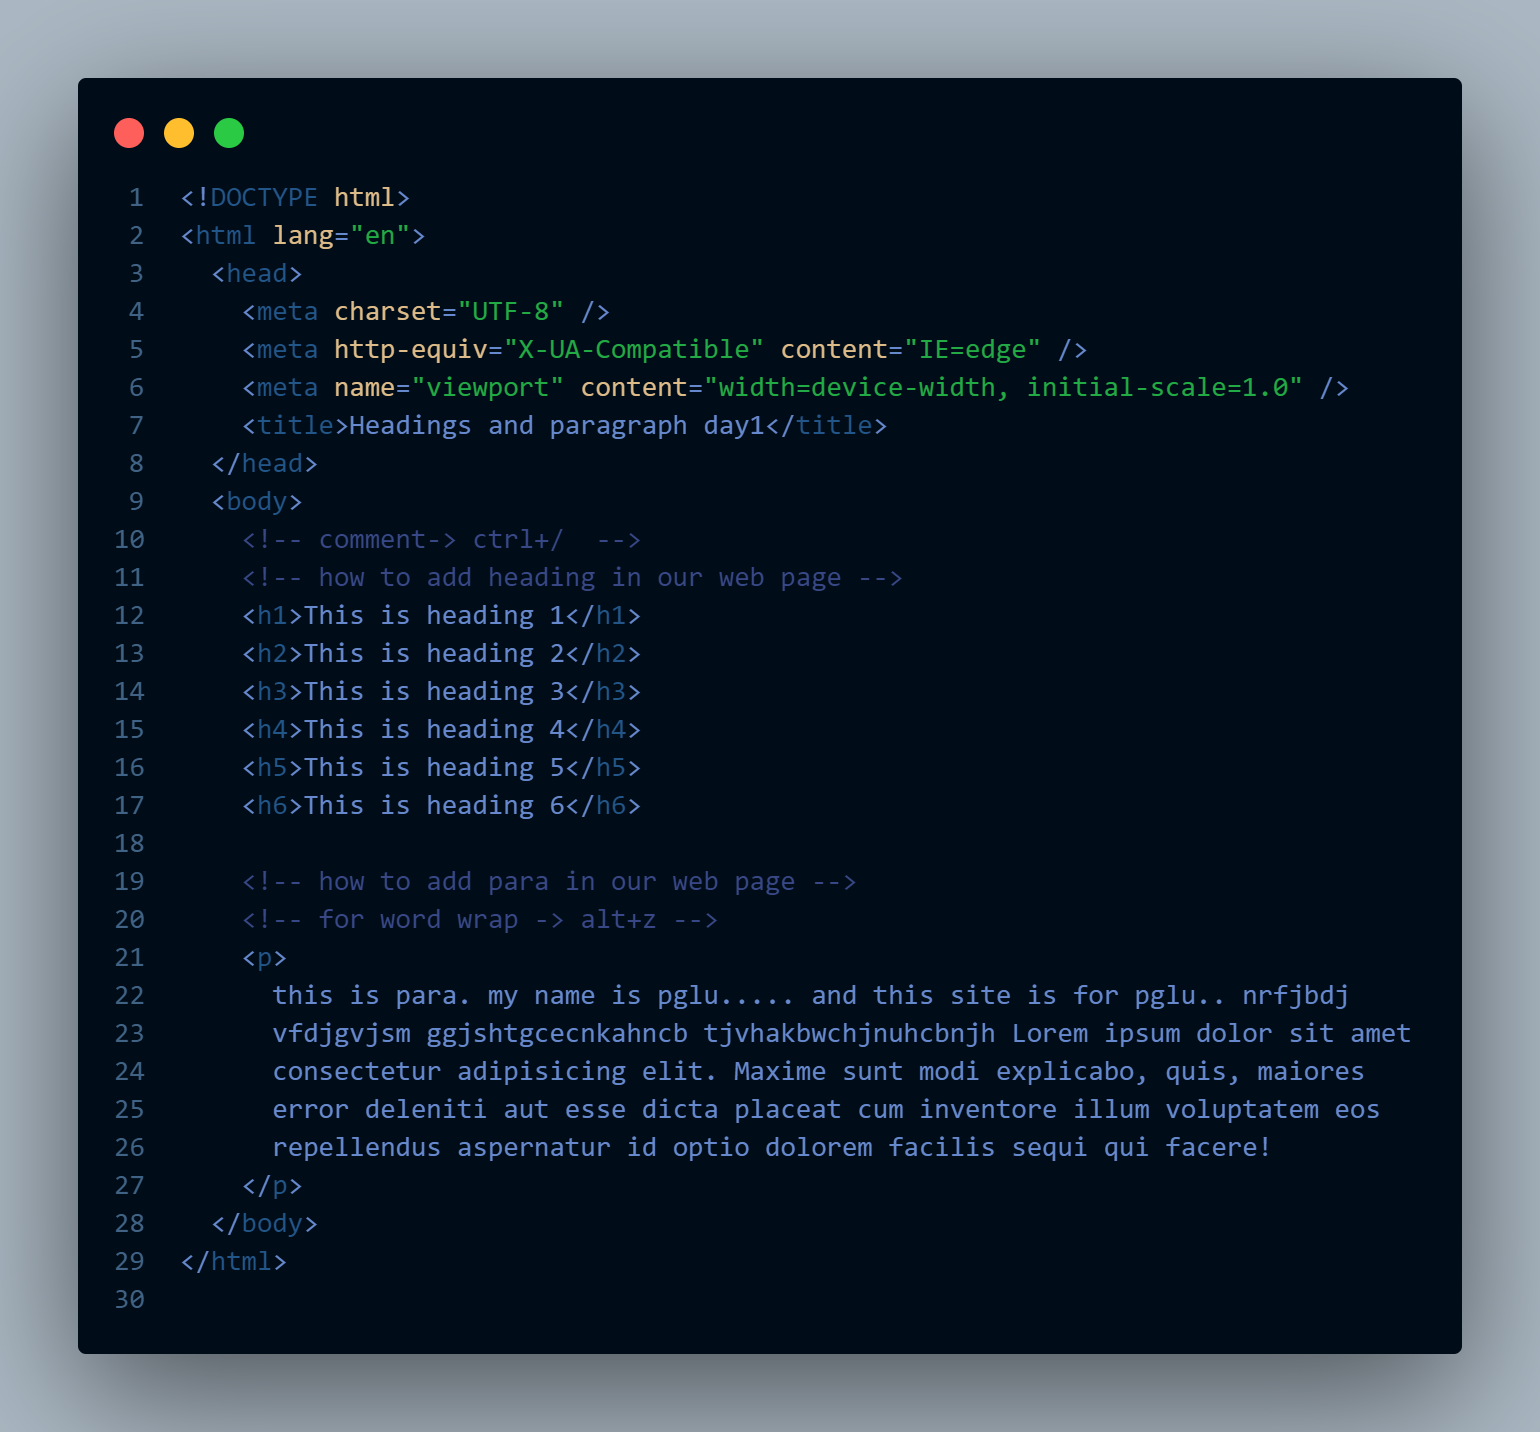 1 <!DOCTYPE html>
2 <html lang="en">
3   <head>
4     <meta charset="UTF-8" />
5     <meta http-equiv="X-UA-Compatible" content="IE=edge" />
6     <meta name="viewport" content="width=device-width, initial-scale=1.0" />
7     <title>Headings and paragraph day1</title>
8   </head>
9   <body>
10     <!-- comment-> ctrl+/  -->
11     <!-- how to add heading in our web page -->
12     <h1>This is heading 1</h1>
13     <h2>This is heading 2</h2>
14     <h3>This is heading 3</h3>
15     <h4>This is heading 4</h4>
16     <h5>This is heading 5</h5>
17     <h6>This is heading 6</h6>
18
19     <!-- how to add para in our web page -->
20     <!-- for word wrap -> alt+z -->
21     <p>
22       this is para. my name is pglu..... and this site is for pglu.. nrfjbdj
23       vfdjgvjsm ggjshtgcecnkahncb tjvhakbwchjnuhcbnjh Lorem ipsum dolor sit amet
24       consectetur adipisicing elit. Maxime sunt modi explicabo, quis, maiores
25       error deleniti aut esse dicta placeat cum inventore illum voluptatem eos
26       repellendus aspernatur id optio dolorem facilis sequi qui facere!
27     </p>
28   </body>
29 </html>
30